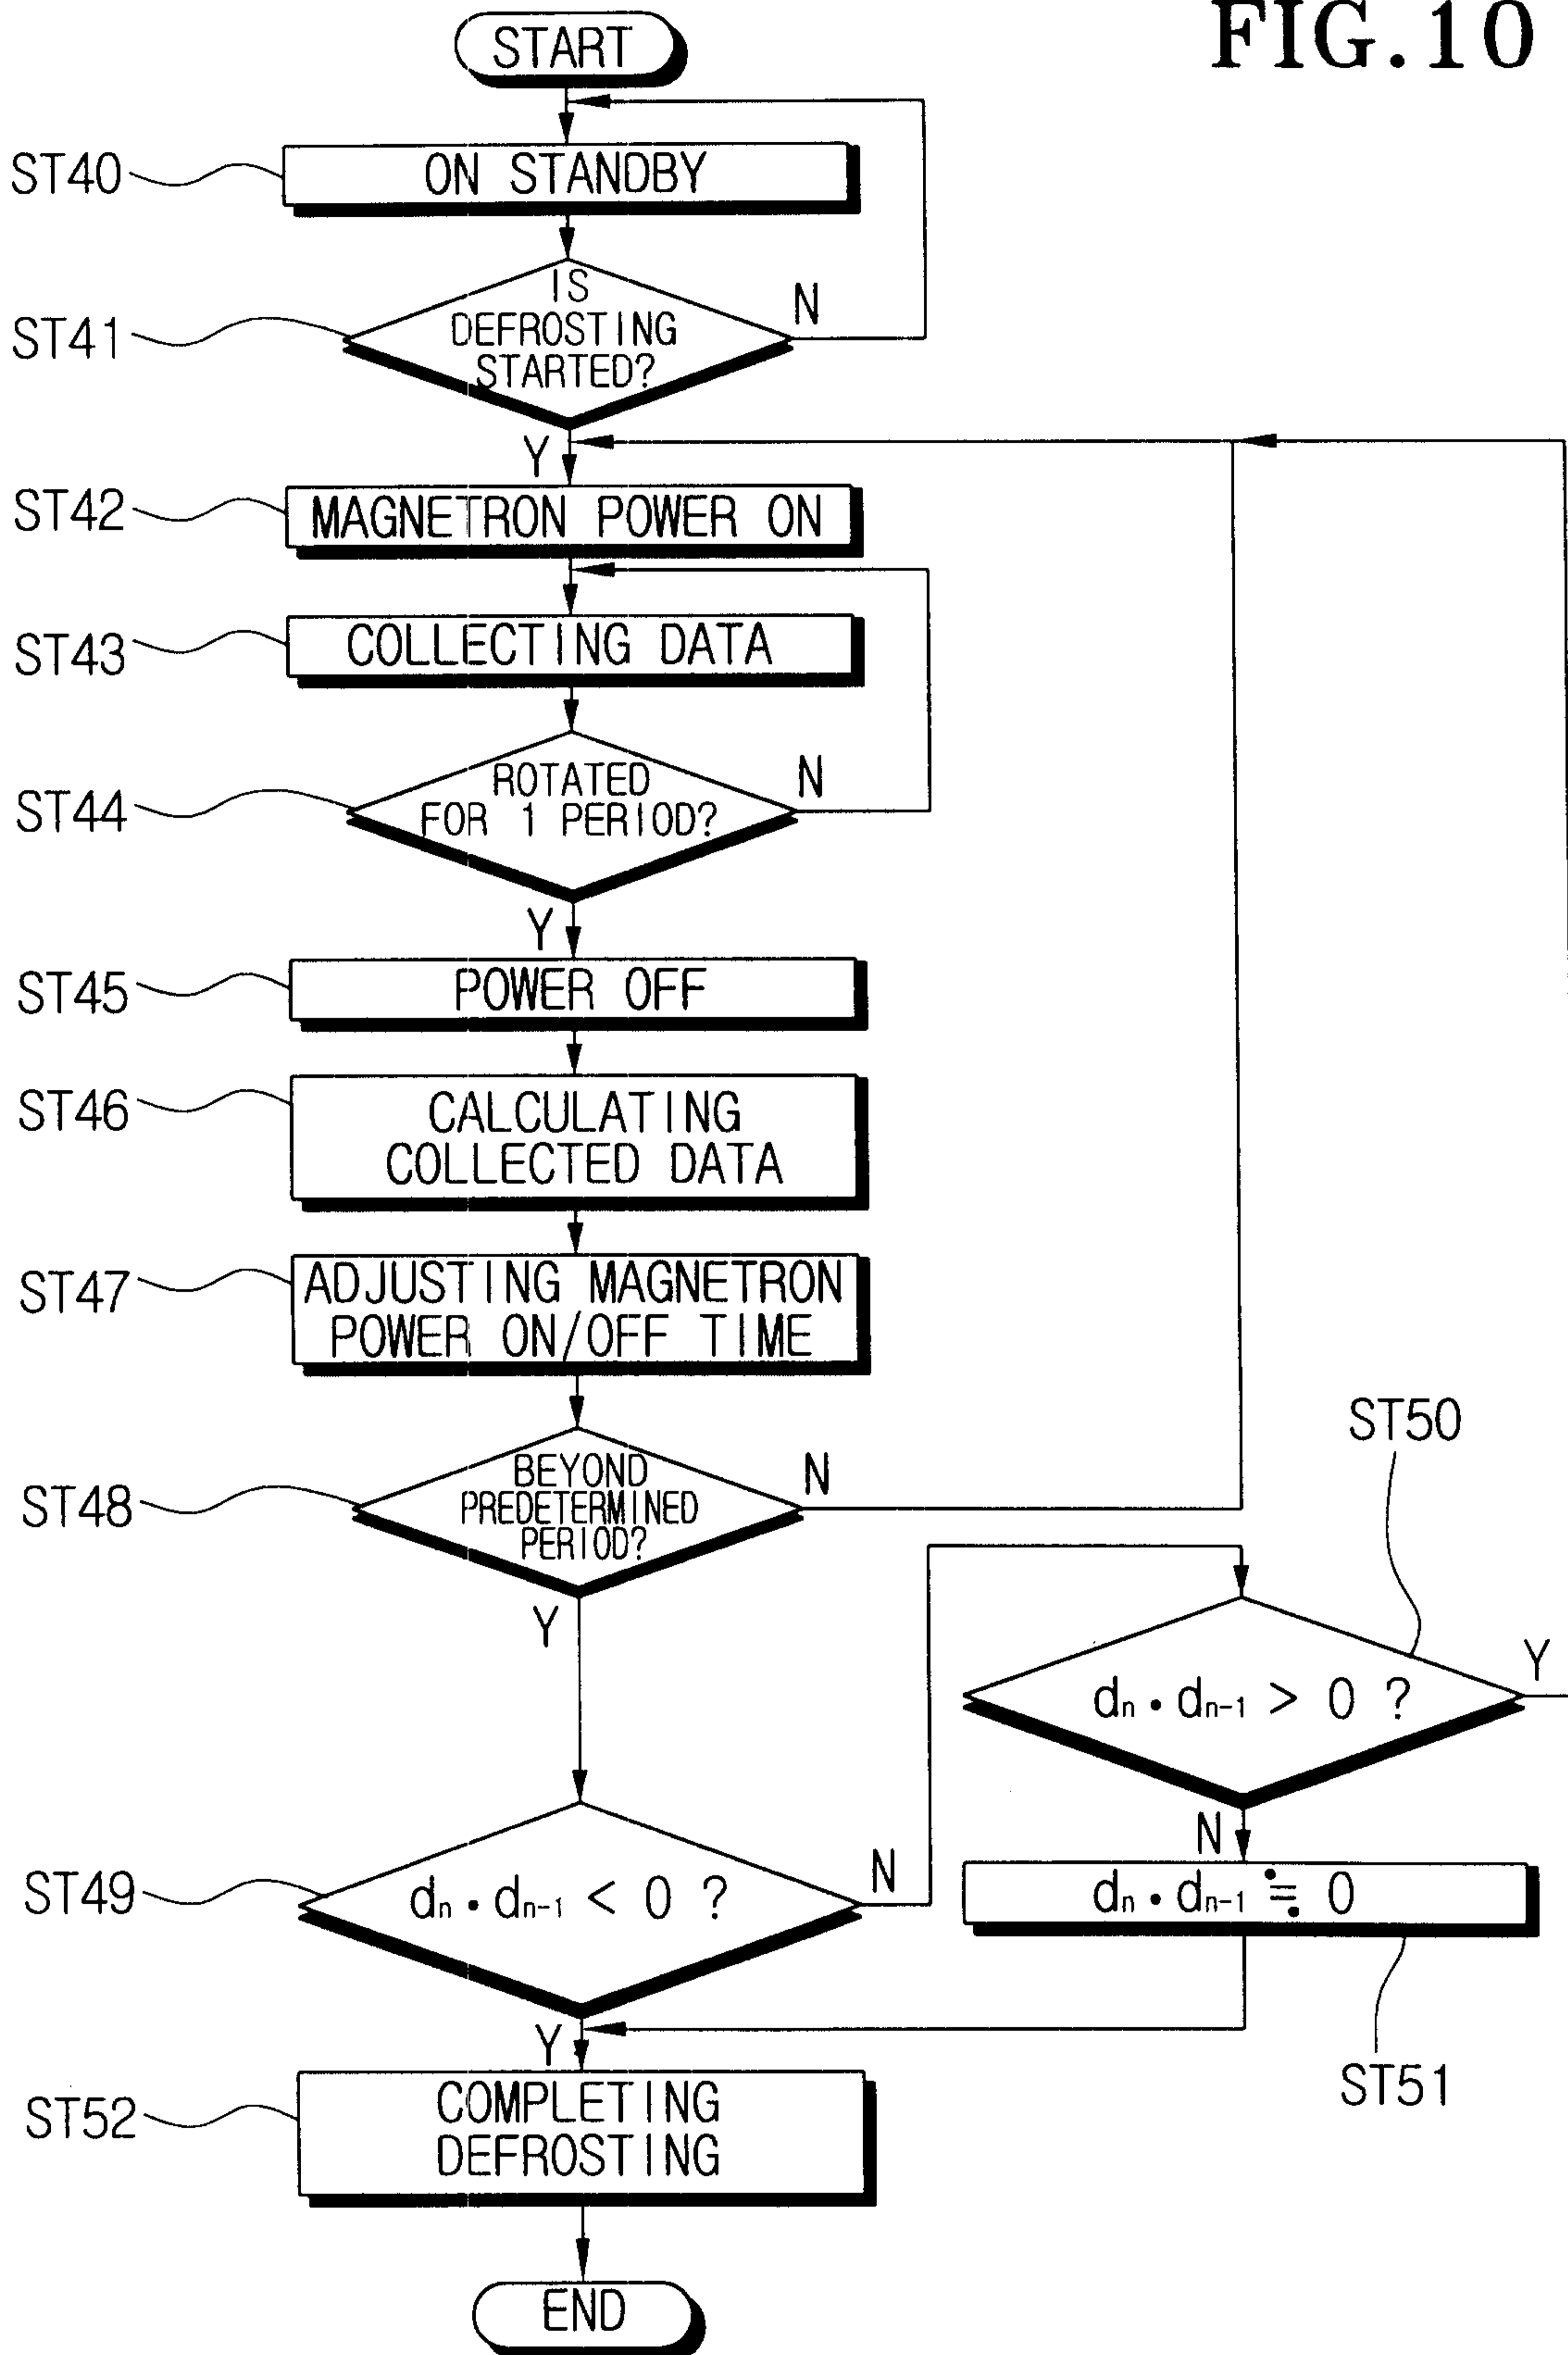 FIG.10
START
ST40
ON STANDBY
ST41
IS
DEFROSTING
STARTED?
N
Y
ST42
MAGNETRON POWER ON
ST43
COLLECTING DATA
ST44
ROTATED
FOR 1 PERIOD?
N
Y
ST45
POWER OFF
ST46
CALCULATING
COLLECTED DATA
ST47
ADJUSTING MAGNETRON
POWER ON/OFF TIME
ST48
BEYOND
PREDETERMINED
PERIOD?
N
Y
ST50
dₙ・dₙ₋₁ > 0 ?
Y
N
ST49
dₙ・dₙ₋₁ < 0 ?
N
Y
dₙ・dₙ₋₁ ≒ 0
ST51
ST52
COMPLETING
DEFROSTING
END